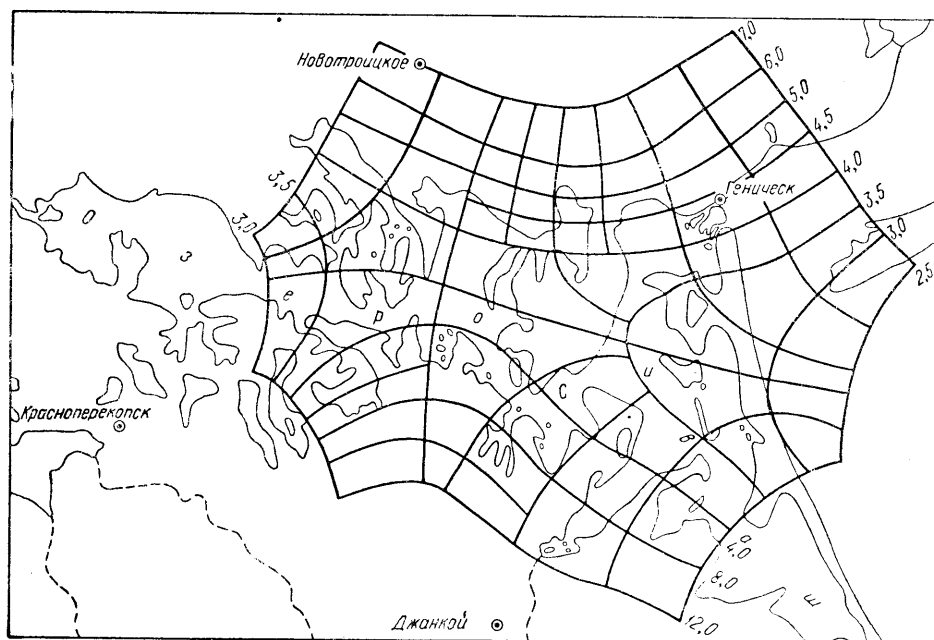 Новотроицкое
7,0
6,0
5,0
4,5
4,0
3,5
3,0
2,5
Геническ
3,5
3,0
о
з
е
р
о
С
и
в
а
ш
Красноперекопск
4,0
8,0
12,0
Джанкой